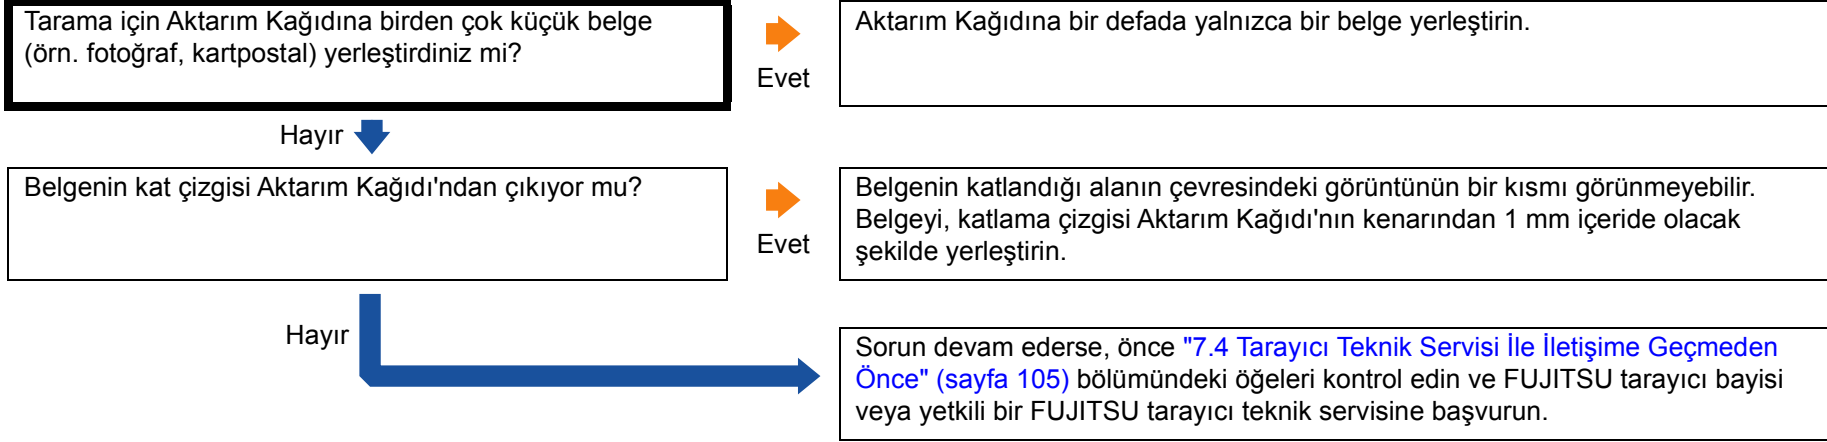 Tarama için Aktarım Kağıdına birden çok küçük belge
(örn. fotoğraf, kartpostal) yerleştirdiniz mi?
Evet
Aktarım Kağıdına bir defada yalnızca bir belge yerleştirin.
Hayır
Belgenin kat çizgisi Aktarım Kağıdı'ndan çıkıyor mu?
Evet
Belgenin katlandığı alanın çevresindeki görüntünün bir kısmı görünmeyebilir.
Belgeyi, katlama çizgisi Aktarım Kağıdı'nın kenarından 1 mm içeride olacak
şekilde yerleştirin.
Hayır
Sorun devam ederse, önce "7.4 Tarayıcı Teknik Servisi İle İletişime Geçmeden
Önce" (sayfa 105) bölümündeki öğeleri kontrol edin ve FUJITSU tarayıcı bayisi
veya yetkili bir FUJITSU tarayıcı teknik servisine başvurun.